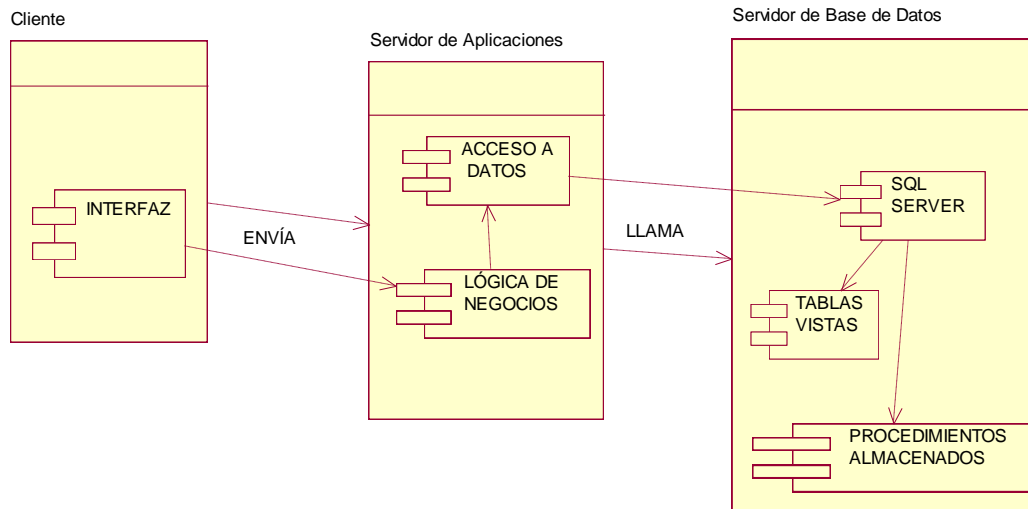 Cliente
INTERFAZ
ENVÍA
Servidor de Aplicaciones
ACCESO A
DATOS
LÓGICA DE
NEGOCIOS
LLAMA
Servidor de Base de Datos
SQL
SERVER
TABLAS
VISTAS
PROCEDIMIENTOS
ALMACENADOS